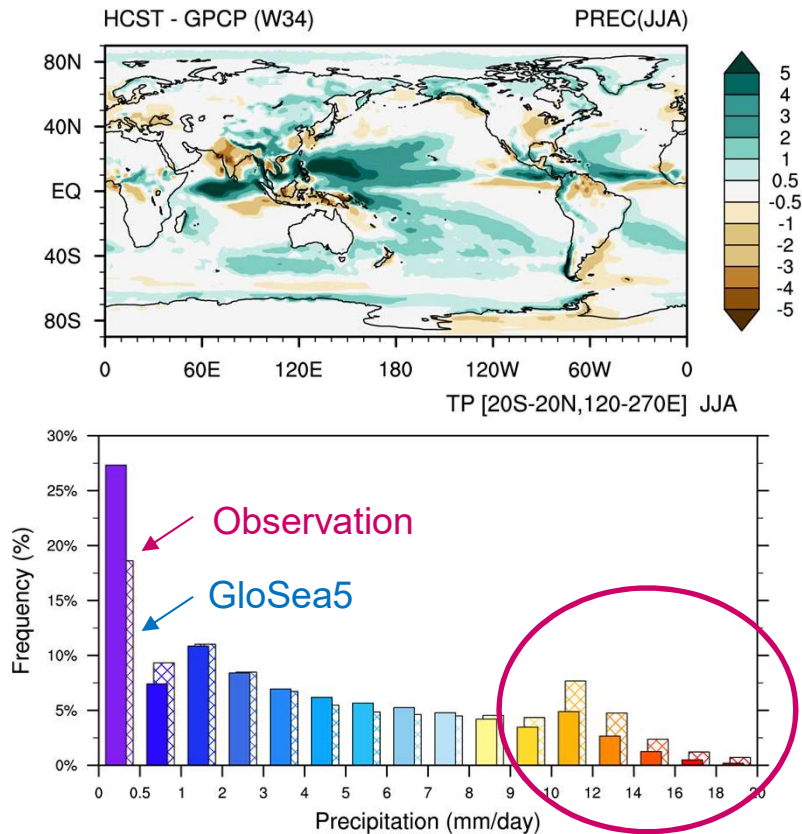 HCST - GPCP (W34) PREC(JJA)
80N
40N
EQ
40S
80S
0 60E 120E 180 120W 60W 0
5
4
3
2
1
0.5
-0.5
-1
-2
-3
-4
-5
TP [20S-20N,120-270E] JJA
30%
25%
20%
15%
10%
5%
0%
Frequency (%)
Observation
GloSea5
0 0.5 1 2 3 4 5 6 7 8 9 10 12 14 16 18 20
Precipitation (mm/day)